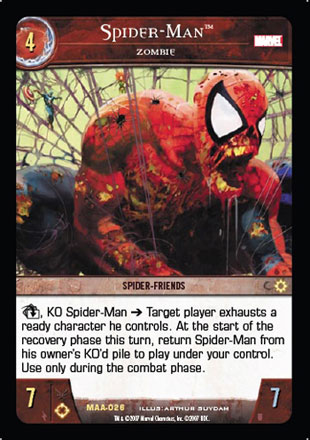 4
SPIDER-MAN™
ZOMBIE
MARVEL
SPIDER-FRIENDS
, KO Spider-Man ➔ Target player exhausts a
ready character he controls. At the start of the
recovery phase this turn, return Spider-Man from
his owner's KO'd pile to play under your control.
Use only during the combat phase.
7
MAA-026
ILLUS: ARTHUR SUYDAM
7
TM & ©2007 Marvel Characters, Inc. ©2007 UDC.